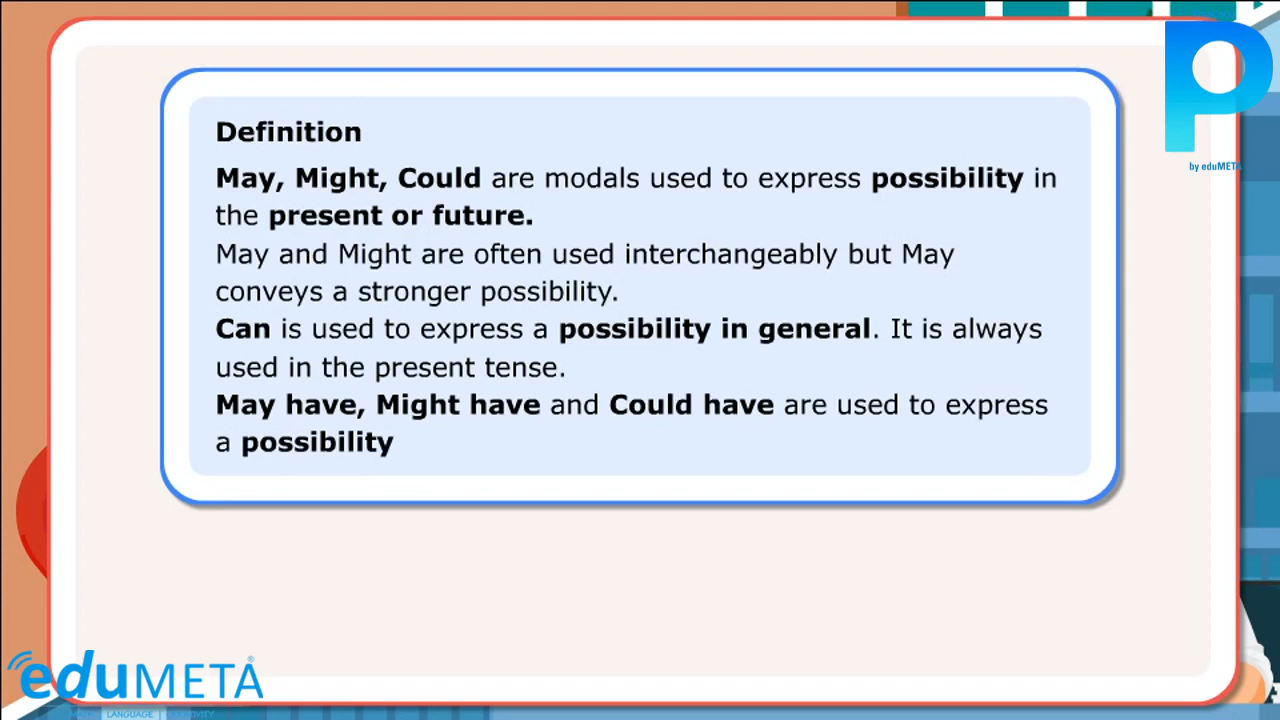 Definition
May, Might, Could are modals used to express possibility in
the present or future.
May and Might are often used interchangeably but May
conveys a stronger possibility.
Can is used to express a possibility in general. It is always
used in the present tense.
May have, Might have and Could have are used to express
a possibility
P
by eduMETA
eduMETA®
LANGUAGE